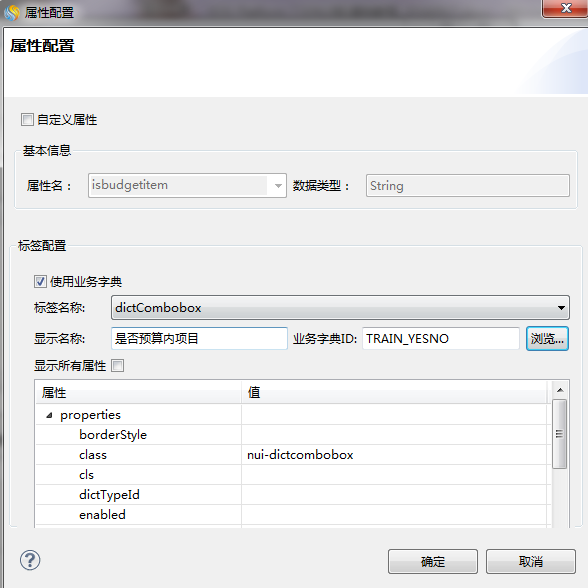 属性配置
属性配置
自定义属性
基本信息
属性名： isbudgetitem 数据类型： String
标签配置
使用业务字典
标签名称: dictCombobox
显示名称: 是否预算内项目 业务字典ID: TRAIN_YESNO 浏览...
显示所有属性
属性 值
properties
borderStyle
class nui-dictcombobox
cls
dictTypeId
enabled
? 确定 取消